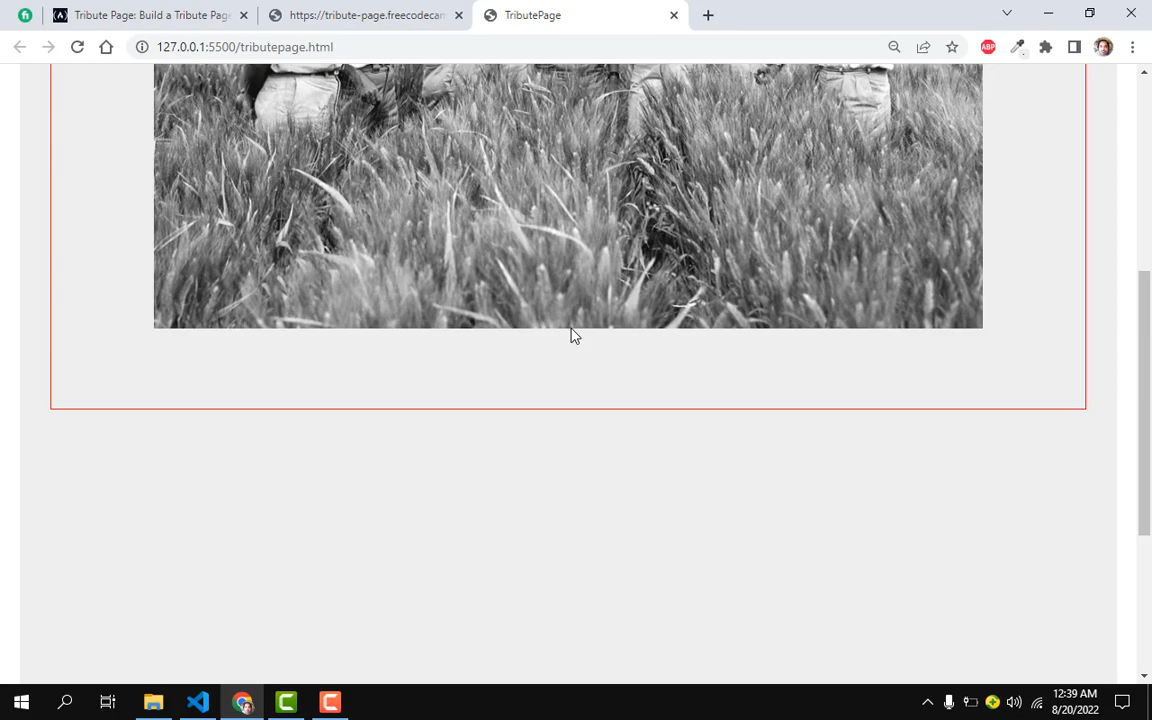 Tribute Page: Build a Tribute Page
https://tribute-page.freecodecam
TributePage
127.0.0.1:5500/tributepage.html
ABP
12:39 AM
8/20/2022